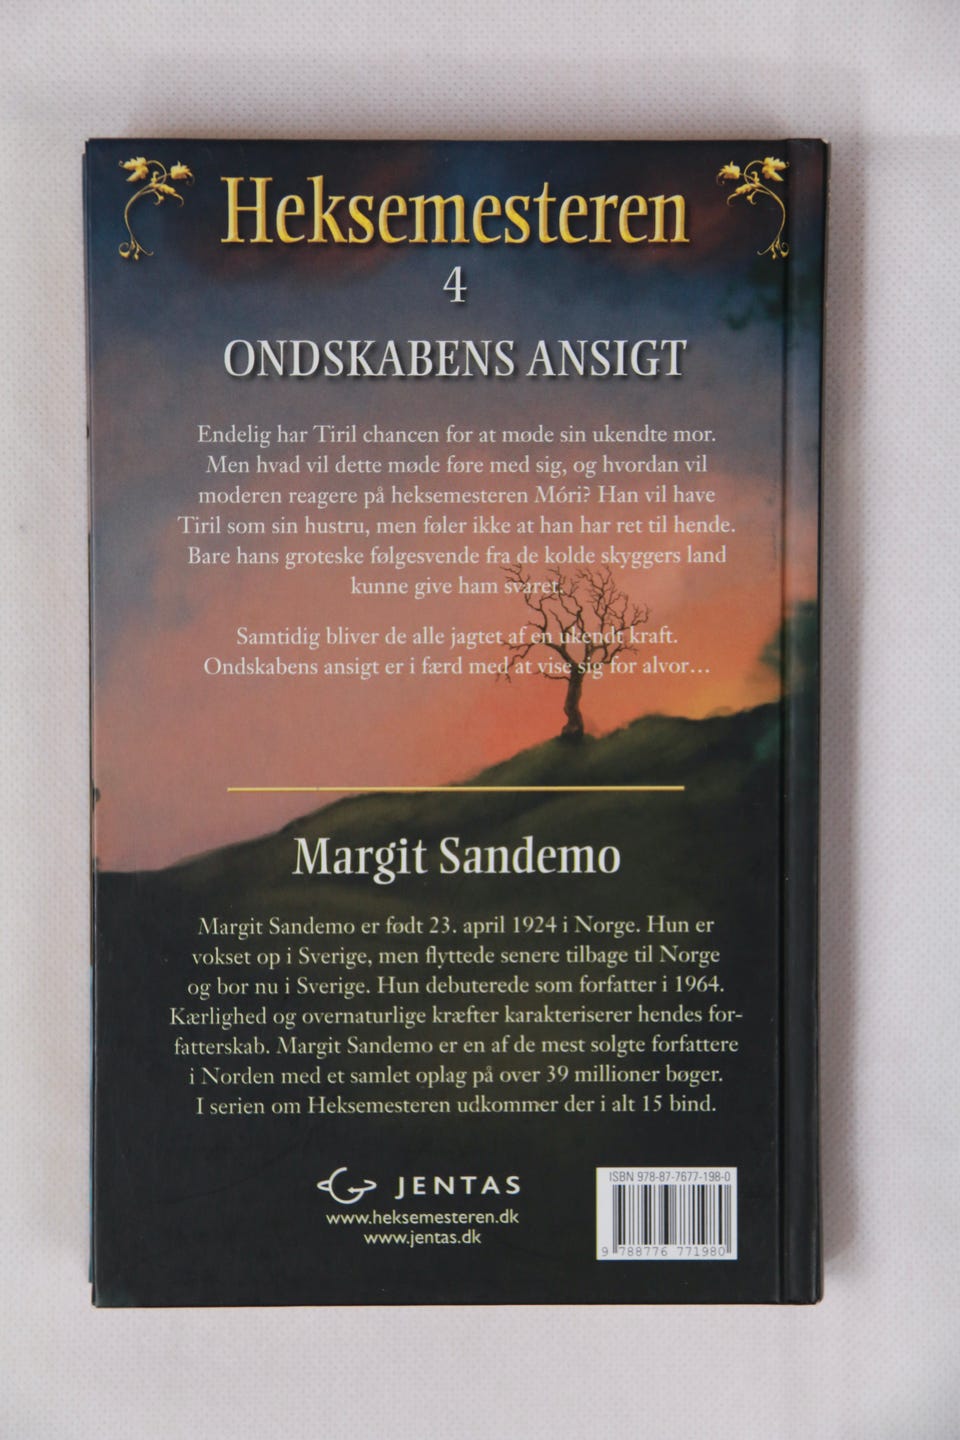 Heksemesteren
4
ONDSKABENS ANSIGT
Endelig har Tiril chancen for at møde sin ukendte mor.
Men hvad vil dette møde føre med sig, og hvordan vil
moderen reagere på heksemesteren Móri? Han vil have
Tiril som sin hustru, men føler ikke at han har ret til hende.
Bare hans groteske følgesvende fra de kolde skyggers land
kunne give ham svaret.
Samtidig bliver de alle jagtet af en ukendt kraft.
Ondskabens ansigt er i færd med at vise sig for alvor...
Margit Sandemo
Margit Sandemo er født 23. april 1924 i Norge. Hun er
vokset op i Sverige, men flyttede senere tilbage til Norge
og bor nu i Sverige. Hun debuterede som forfatter i 1964.
Kærlighed og overnaturlige kræfter karakteriserer hendes for-
fatterskab. Margit Sandemo er en af de mest solgte forfattere
i Norden med et samlet oplag på over 39 millioner bøger.
I serien om Heksemesteren udkommer der i alt 15 bind.
JENTAS
www.heksemesteren.dk
www.jentas.dk
ISBN 978-87-7677-198-0
9 788776 771980